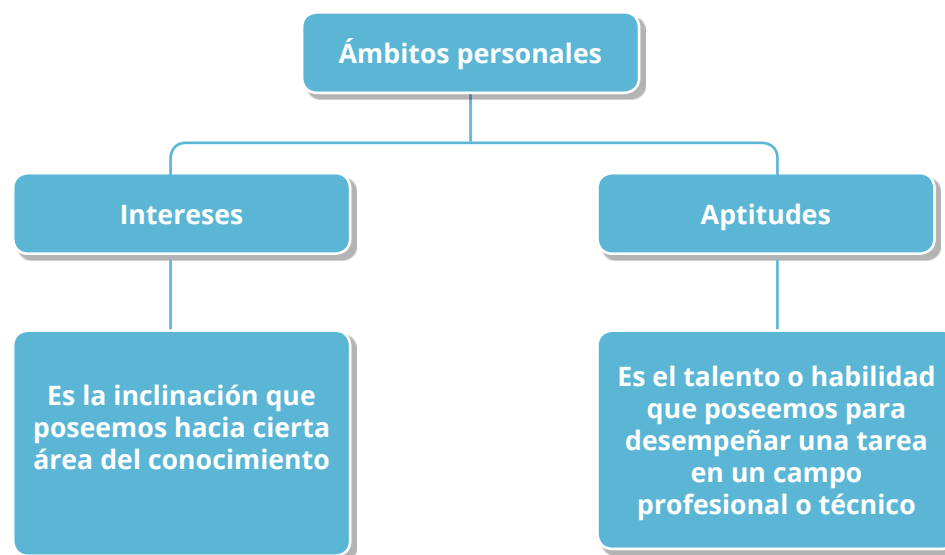 Ámbitos personales
Intereses
Aptitudes
Es la inclinación que
poseemos hacia cierta
área del conocimiento
Es el talento o habilidad
que poseemos para
desempeñar una tarea
en un campo
profesional o técnico